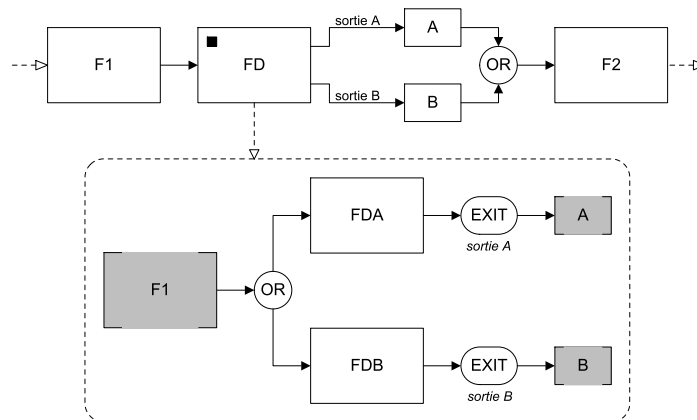 sortie A
A
F1
FD
OR
F2
sortie B
B
FDA
EXIT
A
sortie A
F1
OR
FDB
EXIT
B
sortie B